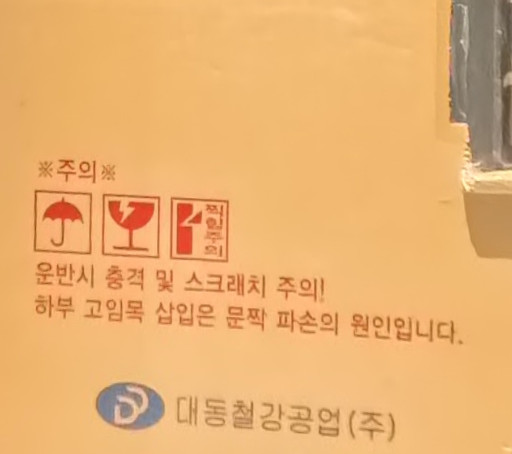 ※주의※
찍힘주의
운반시 충격 및 스크래치 주의!
하부 고임목 삽입은 문짝 파손의 원인입니다.
대동철강공업(주)